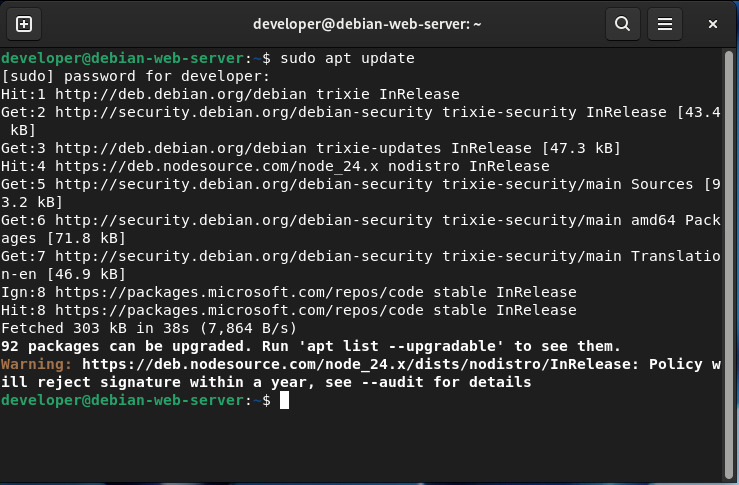 developer@debian-web-server: ~
developer@debian-web-server:~$ sudo apt update
[sudo] password for developer:
Hit:1 http://deb.debian.org/debian trixie InRelease
Get:2 http://security.debian.org/debian-security trixie-security InRelease [43.4
 kB]
Get:3 http://deb.debian.org/debian trixie-updates InRelease [47.3 kB]
Hit:4 https://deb.nodesource.com/node_24.x nodistro InRelease
Get:5 http://security.debian.org/debian-security trixie-security/main Sources [9
3.2 kB]
Get:6 http://security.debian.org/debian-security trixie-security/main amd64 Pack
ages [71.8 kB]
Get:7 http://security.debian.org/debian-security trixie-security/main Translatio
n-en [46.9 kB]
Ign:8 https://packages.microsoft.com/repos/code stable InRelease
Hit:8 https://packages.microsoft.com/repos/code stable InRelease
Fetched 303 kB in 38s (7,864 B/s)
92 packages can be upgraded. Run 'apt list --upgradable' to see them.
Warning: https://deb.nodesource.com/node_24.x/dists/nodistro/InRelease: Policy w
ill reject signature within a year, see --audit for details
developer@debian-web-server:~$